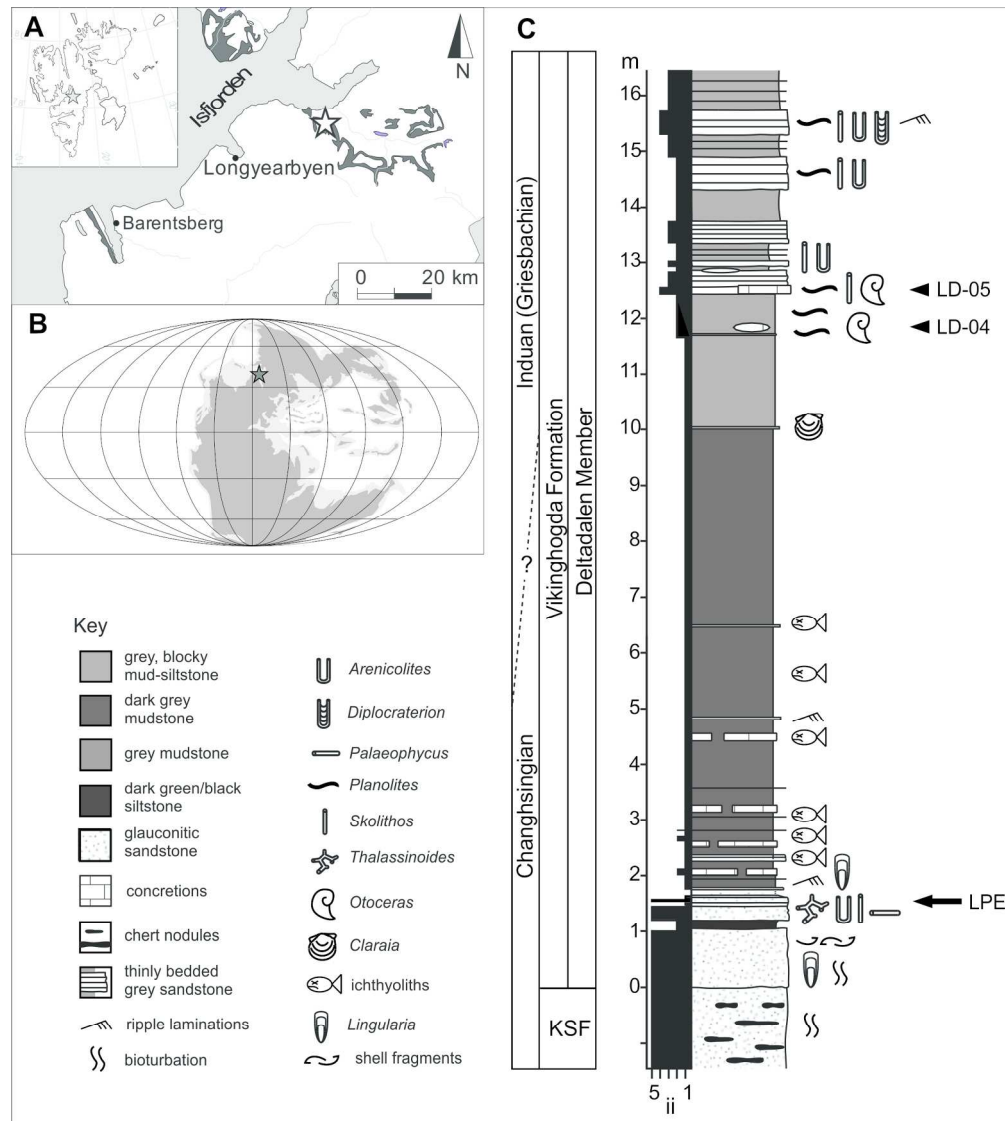 A
N
Isfjorden
Longyearbyen
Barentsberg
0 20 km
B
Key
grey, blocky
mud-siltstone
dark grey
mudstone
grey mudstone
dark green/black
siltstone
glauconitic
sandstone
concretions
chert nodules
thinly bedded
grey sandstone
ripple laminations
bioturbation
Arenicolites
Diplocraterion
Palaeophycus
Planolites
Skolithos
Thalassinoides
Otoceras
Claraia
ichthyoliths
Lingularia
shell fragments
C
m
16
15
14
13
12
11
10
9
8
7
6
5
4
3
2
1
0
Induan (Griesbachian)
?
Changhsingian
Vikinghogda Formation
Deltadalen Member
KSF
LD-05
LD-04
LPE
5 1
ii